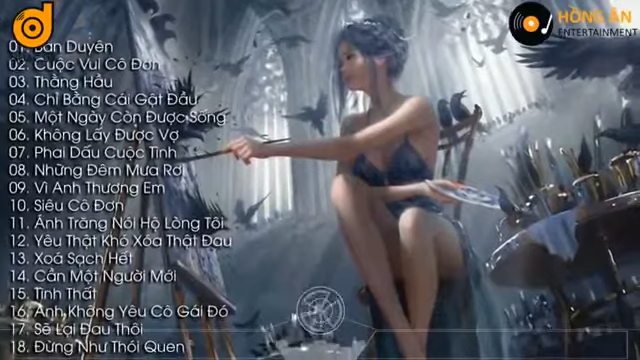 HỒNG ÂN
ENTERTAINMENT
01. Bán Duyên
02. Cuộc Vui Cô Đơn
03. Thằng Hầu
04. Chỉ Bằng Cái Gật Đầu
05. Một Ngày Còn Được Sống
06. Không Lấy Được Vợ
07. Phai Dấu Cuộc Tình
08. Những Đêm Mưa Rơi
09. Vì Anh Thương Em
10. Siêu Cô Đơn
11. Ánh Trăng Nói Hộ Lòng Tôi
12. Yêu Thật Khó Xóa Thật Đau
13. Xoá Sạch Hết
14. Cần Một Người Mới
15. Tình Thất
16. Anh Không Yêu Cô Gái Đó
17. Sẽ Lại Đau Thôi
18. Đừng Như Thói Quen